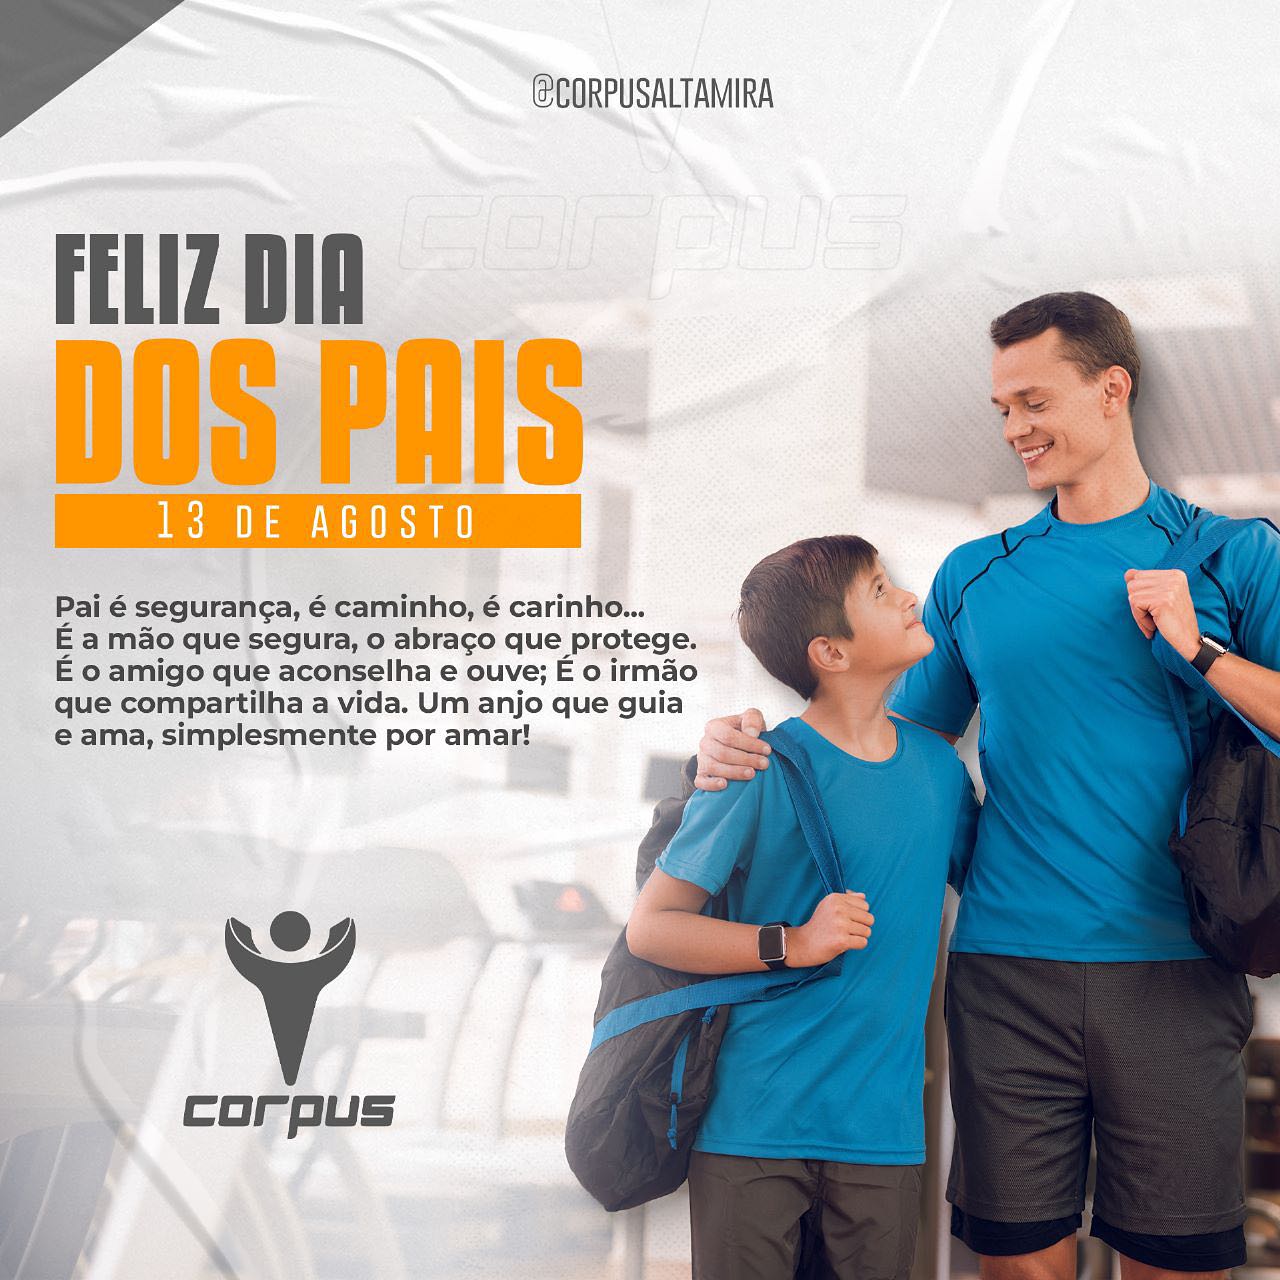 @CORPUSALTAMIRA
corpus
FELIZ DIA
DOS PAIS
13 DE AGOSTO
Pai é segurança, é caminho, é carinho...
É a mão que segura, o abraço que protege.
É o amigo que aconselha e ouve; É o irmão
que compartilha a vida. Um anjo que guia
e ama, simplesmente por amar!
corpus